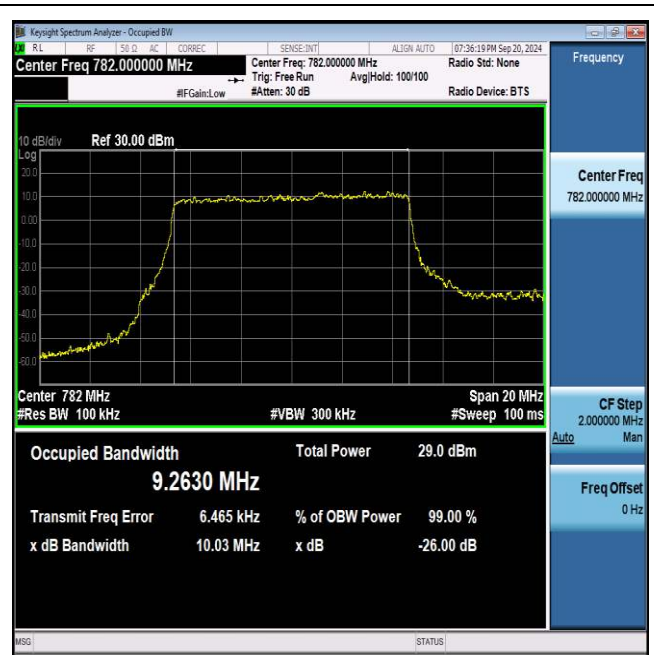 Keysight Spectrum Analyzer - Occupied BW
RL RF 50 Ω AC CORREC SENSE:INT ALIGN AUTO 07:36:19 PM Sep 20, 2024
Center Freq 782.000000 MHz Center Freq: 782.000000 MHz Radio Std: None Frequency
Trig: Free Run Avg|Hold: 100/100
#IFGain:Low #Atten: 30 dB Radio Device: BTS
10 dB/div Ref 30.00 dBm
Log
20.0
10.0
0.00
-10.0
-20.0
-30.0
-40.0
-50.0
-60.0
Center Freq
782.000000 MHz
Center 782 MHz Span 20 MHz
#Res BW 100 kHz #VBW 300 kHz #Sweep 100 ms
CF Step
2.000000 MHz
Auto Man
Occupied Bandwidth Total Power 29.0 dBm
9.2630 MHz
Freq Offset
0 Hz
Transmit Freq Error 6.465 kHz % of OBW Power 99.00 %
x dB Bandwidth 10.03 MHz x dB -26.00 dB
MSG STATUS